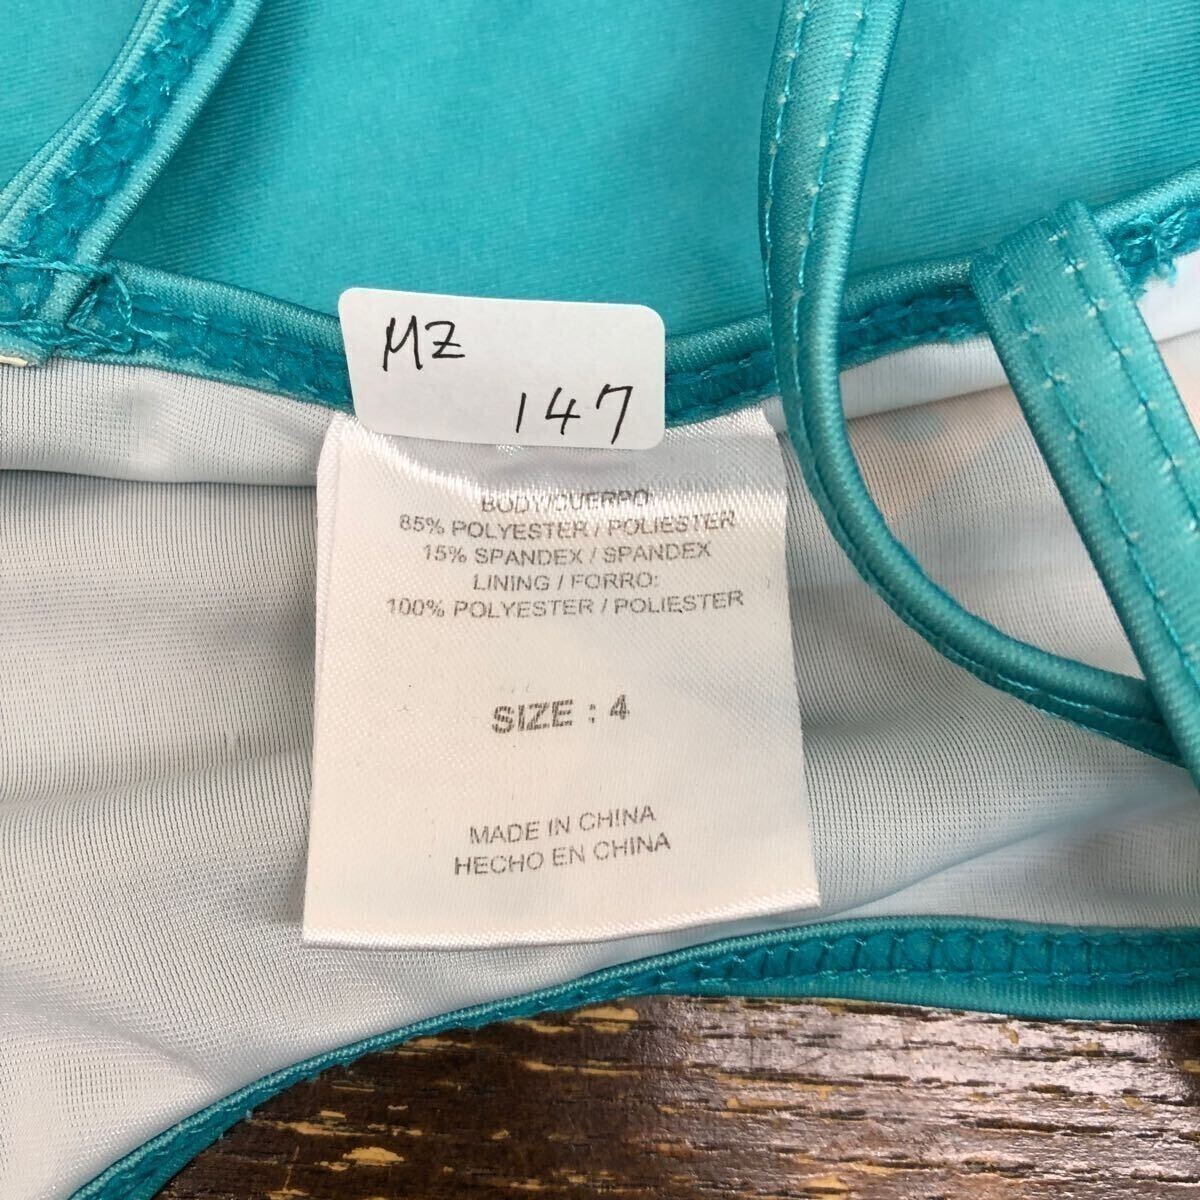 MZ
147
BODY/CUERPO:
85% POLYESTER / POLIESTER
15% SPANDEX / SPANDEX
LINING / FORRO:
100% POLYESTER / POLIESTER
SIZE : 4
MADE IN CHINA
HECHO EN CHINA